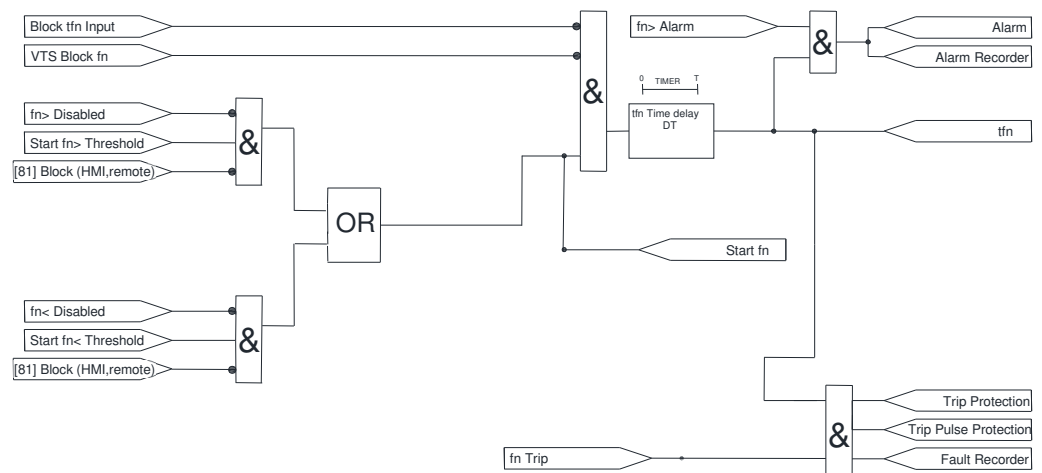 Block tfn Input
VTS Block fn
fn> Disabled
Start fn> Threshold
[81] Block (HMI,remote)
&
OR
fn< Disabled
Start fn< Threshold
[81] Block (HMI,remote)
&
&
0 TIMER T
tfn Time delay
DT
fn> Alarm
&
Alarm
Alarm Recorder
tfn
Start fn
fn Trip
&
Trip Protection
Trip Pulse Protection
Fault Recorder